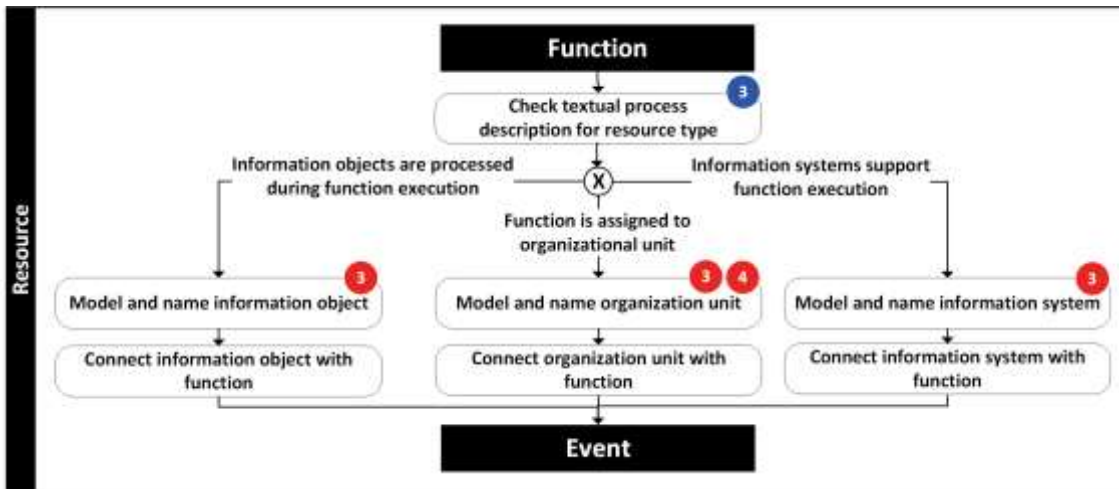 Resource
Function
3
Check textual process
description for resource type
Information objects are processed
during function execution
X
Information systems support
function execution
Function is assigned to
organizational unit
3
Model and name information object
3 4
Model and name organization unit
3
Model and name information system
Connect information object with
function
Connect organization unit with
function
Connect information system with
function
Event